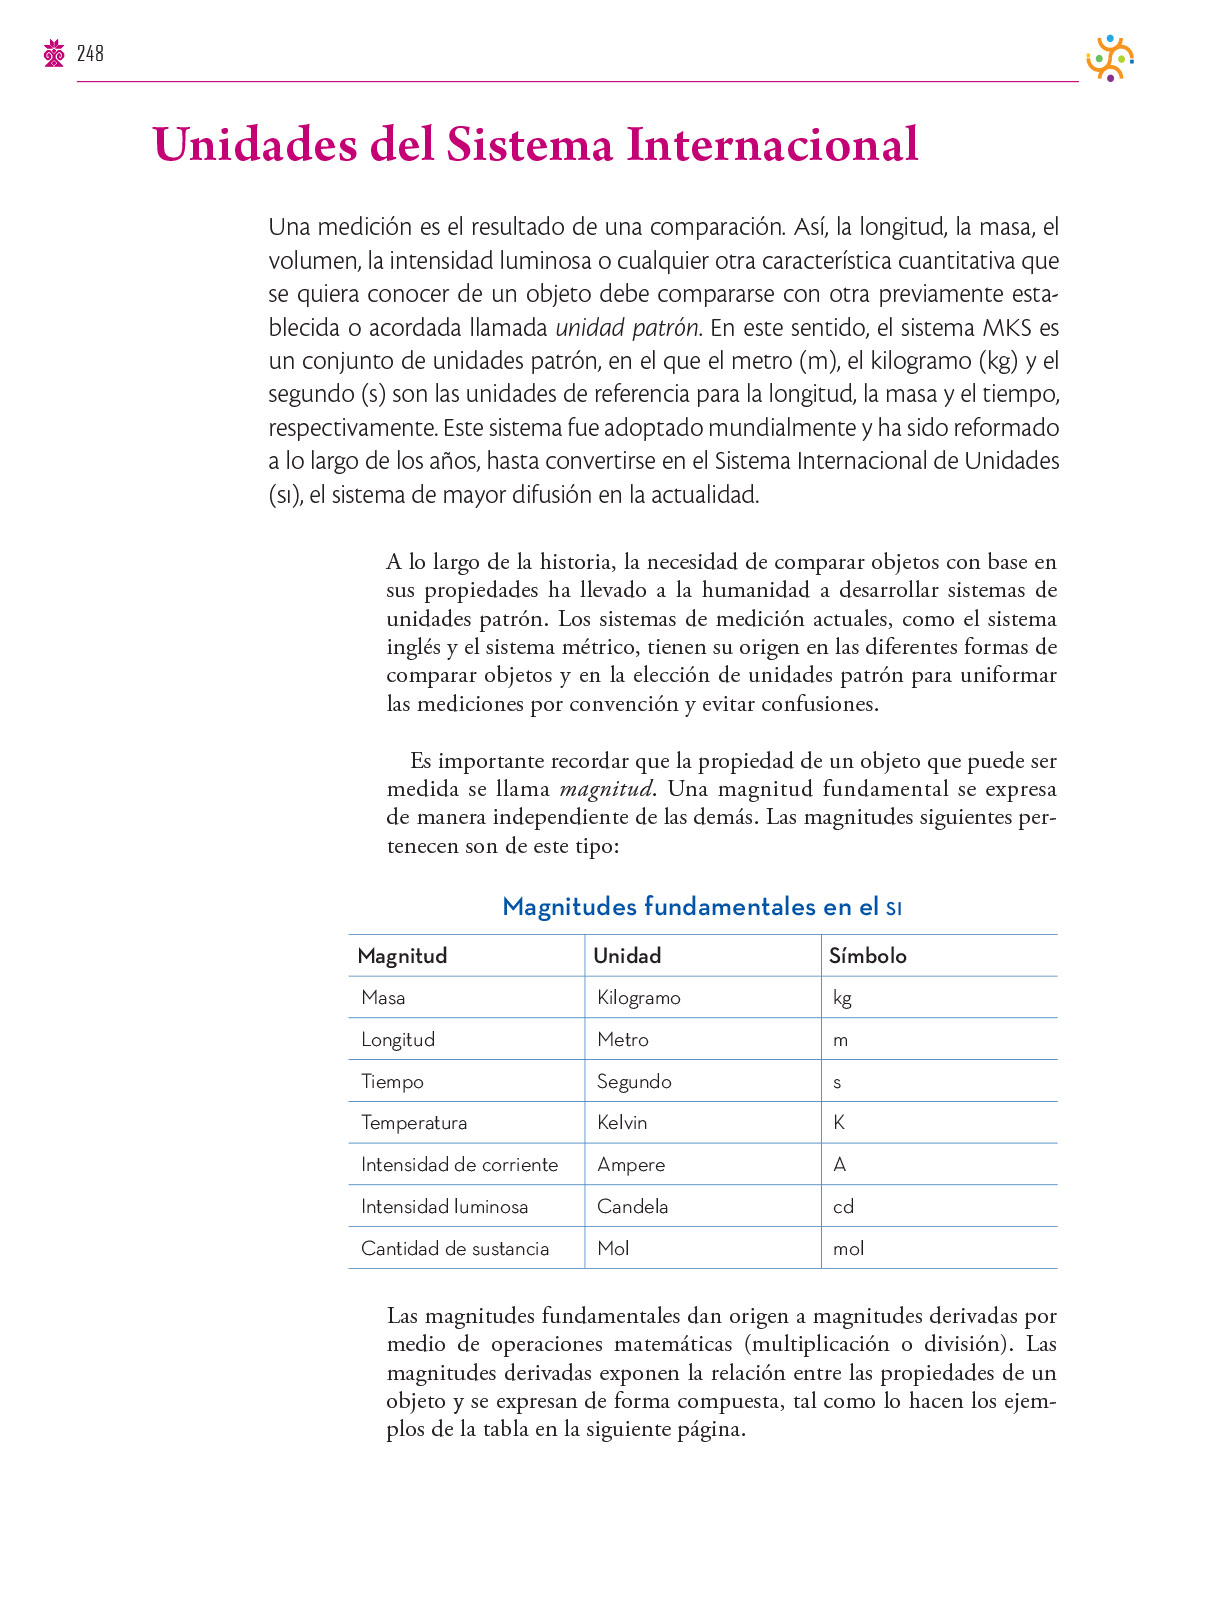 248
Unidades del Sistema Internacional
Una medición es el resultado de una comparación. Así, la longitud, la masa, el
volumen, la intensidad luminosa o cualquier otra característica cuantitativa que
se quiera conocer de un objeto debe compararse con otra previamente esta-
blecida o acordada llamada unidad patrón. En este sentido, el sistema MKS es
un conjunto de unidades patrón, en el que el metro (m), el kilogramo (kg) y el
segundo (s) son las unidades de referencia para la longitud, la masa y el tiempo,
respectivamente. Este sistema fue adoptado mundialmente y ha sido reformado
a lo largo de los años, hasta convertirse en el Sistema Internacional de Unidades
(SI), el sistema de mayor difusión en la actualidad.
A lo largo de la historia, la necesidad de comparar objetos con base en
sus propiedades ha llevado a la humanidad a desarrollar sistemas de
unidades patrón. Los sistemas de medición actuales, como el sistema
inglés y el sistema métrico, tienen su origen en las diferentes formas de
comparar objetos y en la elección de unidades patrón para uniformar
las mediciones por convención y evitar confusiones.
Es importante recordar que la propiedad de un objeto que puede ser
medida se llama magnitud. Una magnitud fundamental se expresa
de manera independiente de las demás. Las magnitudes siguientes per-
tenecen son de este tipo:
Magnitudes fundamentales en el SI
Magnitud Unidad Símbolo
Masa Kilogramo kg
Longitud Metro m
Tiempo Segundo s
Temperatura Kelvin K
Intensidad de corriente Ampere A
Intensidad luminosa Candela cd
Cantidad de sustancia Mol mol
Las magnitudes fundamentales dan origen a magnitudes derivadas por
medio de operaciones matemáticas (multiplicación o división). Las
magnitudes derivadas exponen la relación entre las propiedades de un
objeto y se expresan de forma compuesta, tal como lo hacen los ejem-
plos de la tabla en la siguiente página.